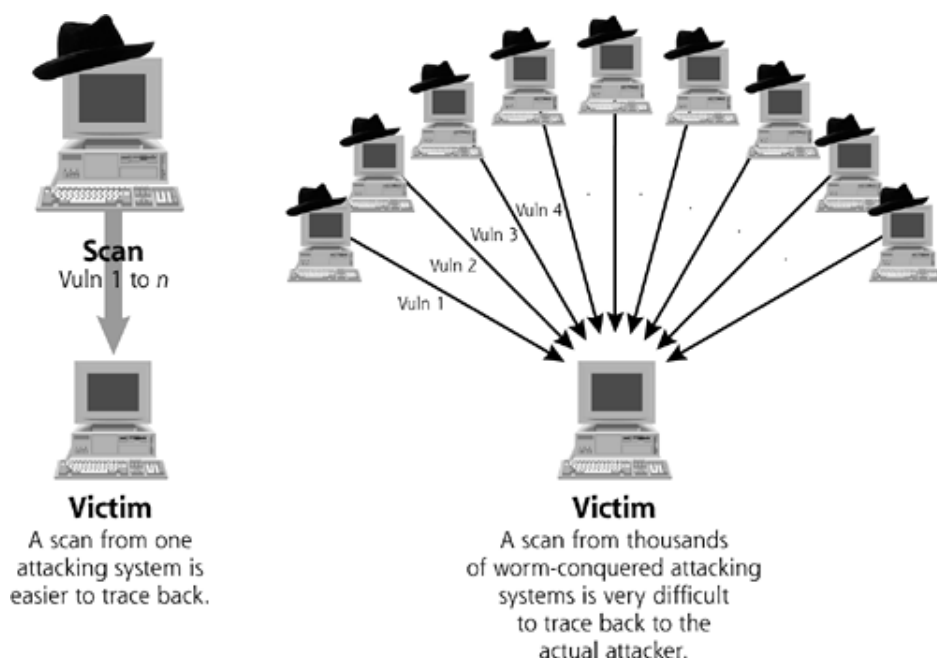 Scan
Vuln 1 to n
Victim
A scan from one
attacking system is
easier to trace back.
Vuln 4
Vuln 3
Vuln 2
Vuln 1
Victim
A scan from thousands
of worm-conquered attacking
systems is very difficult
to trace back to the
actual attacker.